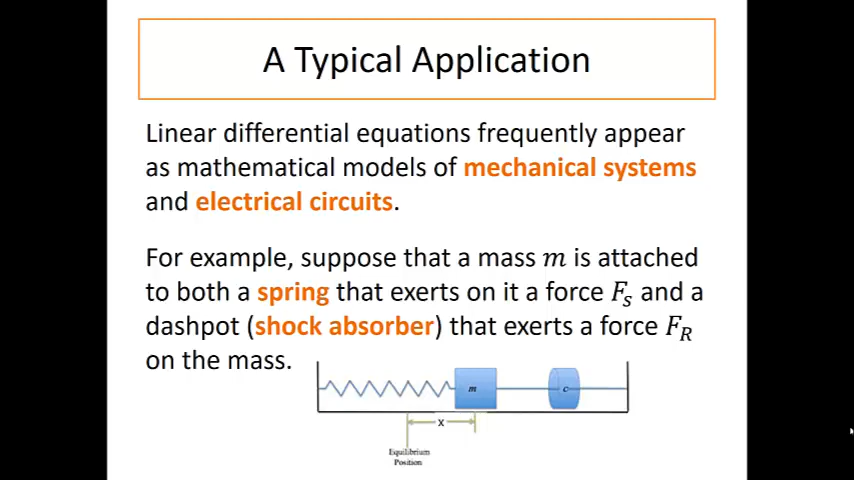 A Typical Application
Linear differential equations frequently appear
as mathematical models of mechanical systems
and electrical circuits.
For example, suppose that a mass m is attached
to both a spring that exerts on it a force F_s and a
dashpot (shock absorber) that exerts a force F_R
on the mass.
m
c
x
Equilibrium
Position